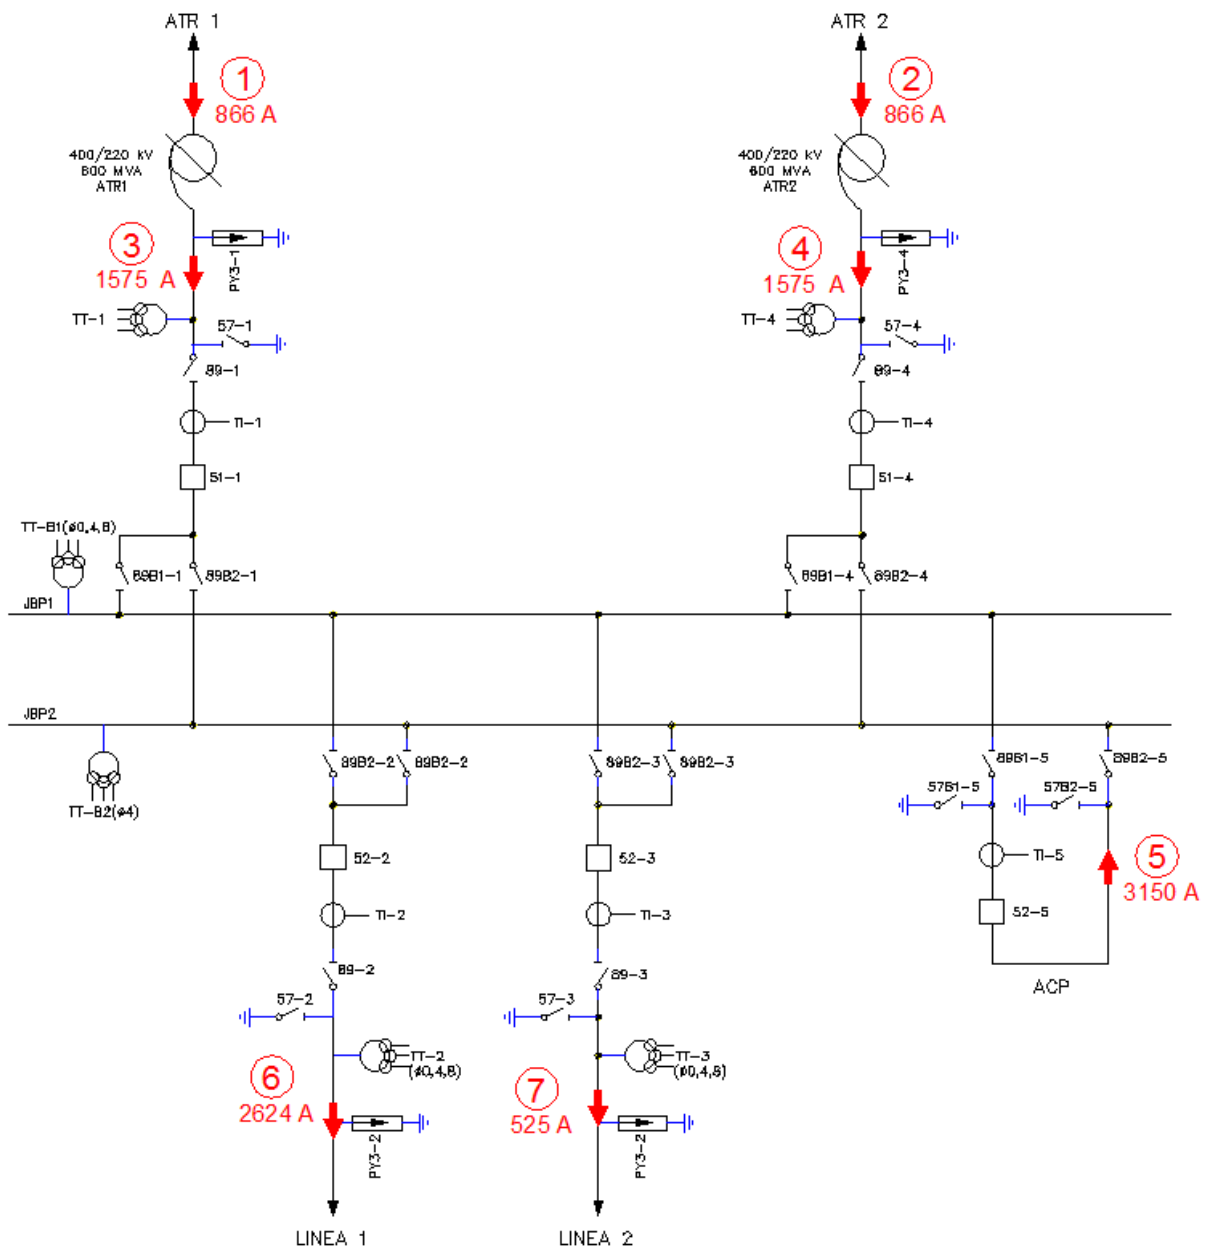 ATR 1
ATR 2
1
866 A
2
866 A
400/220 KV
600 MVA
ATR1
400/220 KV
600 MVA
ATR2
3
1575 A
PY3-1
4
1575 A
PY3-4
TT-1
57-1
TT-4
57-4
89-1
89-4
TI-1
TI-4
51-1
51-4
TT-B1(ø0,4,8)
89B1-1
89B2-1
89B1-4
89B2-4
JBP1
JBP2
TT-B2(ø4)
89B2-2
89B2-2
89B2-3
89B2-3
89B1-5
89B2-5
57B1-5
57B2-5
52-2
52-3
TI-5
5
3150 A
TI-2
TI-3
52-5
89-2
89-3
ACP
57-2
57-3
TT-2
(ø0,4,8)
TT-3
(ø0,4,8)
6
2624 A
7
525 A
PY3-2
PY3-2
LINEA 1
LINEA 2